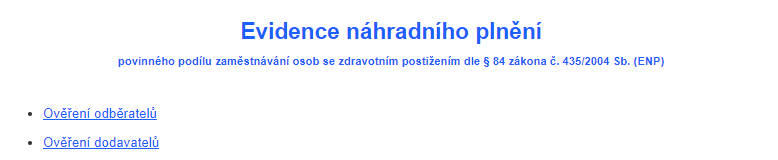 Evidence náhradního plnění
povinného podílu zaměstnávání osob se zdravotním postižením dle § 84 zákona č. 435/2004 Sb. (ENP)
Ověření odběratelů
Ověření dodavatelů